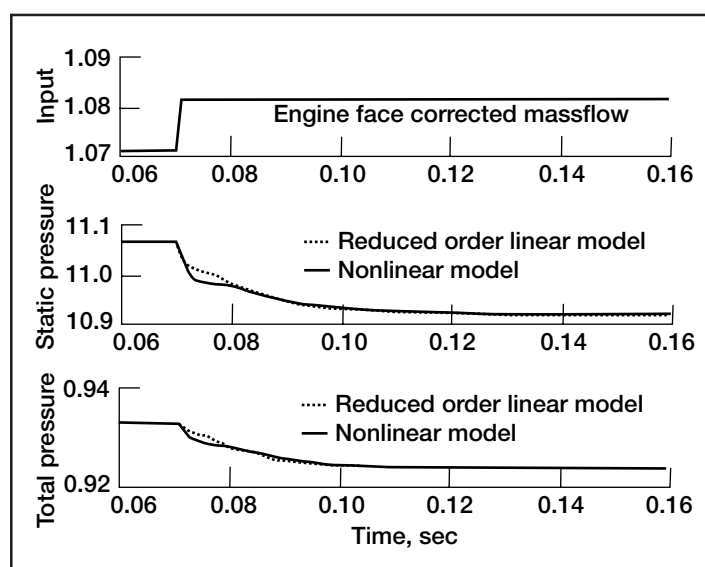 1.09
1.08
1.07
Input
Engine face corrected massflow
0.06 0.08 0.10 0.12 0.14 0.16
11.1
11.0
10.9
Static pressure
Reduced order linear model
Nonlinear model
0.06 0.08 0.10 0.12 0.14 0.16
0.94
0.92
Total pressure
Reduced order linear model
Nonlinear model
0.06 0.08 0.10 0.12 0.14 0.16
Time, sec